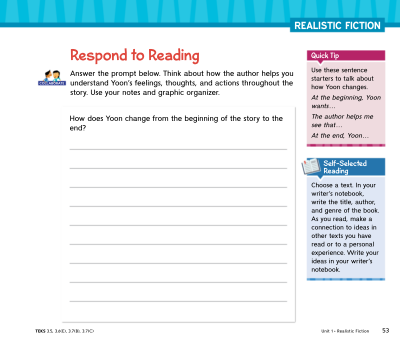 REALISTIC FICTION
Respond to Reading
Answer the prompt below. Think about how the author helps you
understand Yoon's feelings, thoughts, and actions throughout the
story. Use your notes and graphic organizer.
How does Yoon change from the beginning of the story to the
end?
Quick Tip
Use these sentence
starters to talk about
how Yoon changes.
At the beginning, Yoon
wants…
The author helps me
see that…
At the end, Yoon…
Self-Selected
Reading
Choose a text. In your
writer's notebook,
write the title, author,
and genre of the book.
As you read, make a
connection to ideas in
other texts you have
read or to a personal
experience. Write your
ideas in your writer's
notebook.
TEKS 3.5, 3.6(E), 3.7(B), 3.7(C)
Unit 1–Realistic Fiction 53